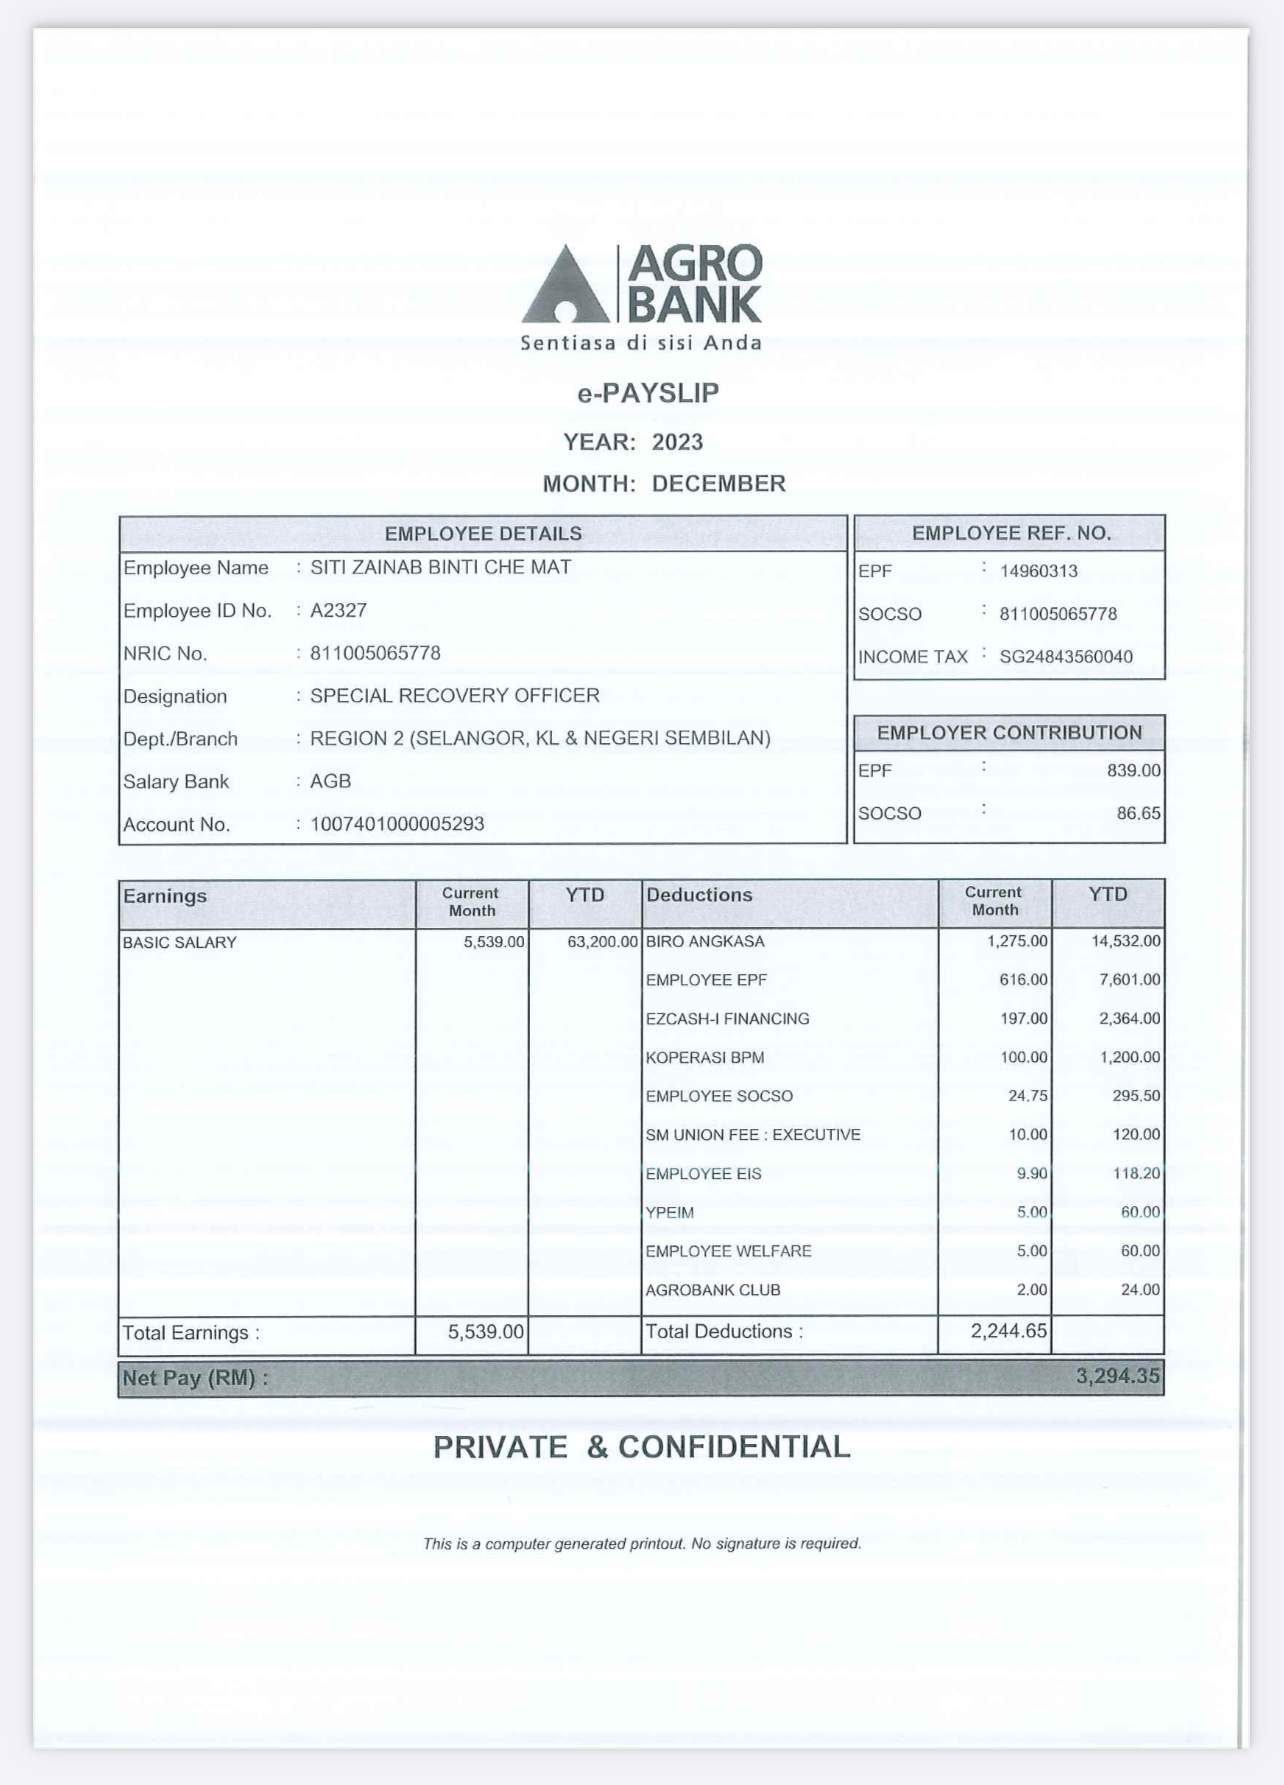 AGRO
BANK
Sentiasa di sisi Anda
e-PAYSLIP
YEAR: 2023
MONTH: DECEMBER
EMPLOYEE DETAILS
Employee Name : SITI ZAINAB BINTI CHE MAT
Employee ID No. : A2327
NRIC No. : 811005065778
Designation : SPECIAL RECOVERY OFFICER
Dept./Branch : REGION 2 (SELANGOR, KL & NEGERI SEMBILAN)
Salary Bank : AGB
Account No. : 1007401000005293
EMPLOYEE REF. NO.
EPF : 14960313
SOCSO : 811005065778
INCOME TAX : SG24843560040
EMPLOYER CONTRIBUTION
EPF : 839.00
SOCSO : 86.65
Earnings Current Month YTD Deductions Current Month YTD
BASIC SALARY 5,539.00 63,200.00 BIRO ANGKASA 1,275.00 14,532.00
EMPLOYEE EPF 616.00 7,601.00
EZCASH-I FINANCING 197.00 2,364.00
KOPERASI BPM 100.00 1,200.00
EMPLOYEE SOCSO 24.75 295.50
SM UNION FEE : EXECUTIVE 10.00 120.00
EMPLOYEE EIS 9.90 118.20
YPEIM 5.00 60.00
EMPLOYEE WELFARE 5.00 60.00
AGROBANK CLUB 2.00 24.00
Total Earnings : 5,539.00 Total Deductions : 2,244.65
Net Pay (RM) : 3,294.35
PRIVATE & CONFIDENTIAL
This is a computer generated printout. No signature is required.